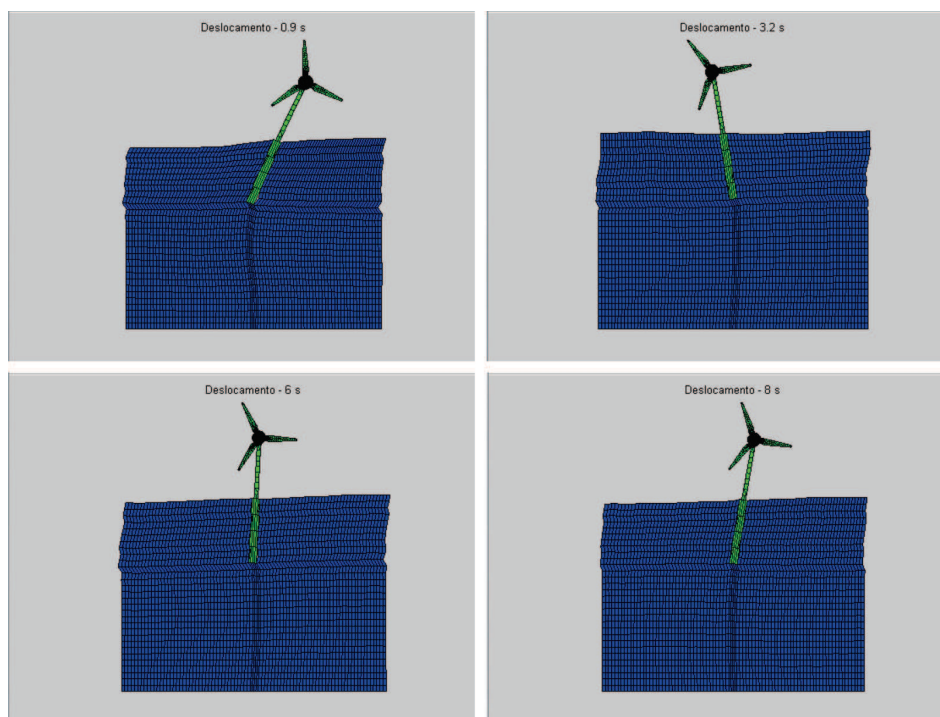 Deslocamento - 0.9 s
Deslocamento - 3.2 s
Deslocamento - 6 s
Deslocamento - 8 s